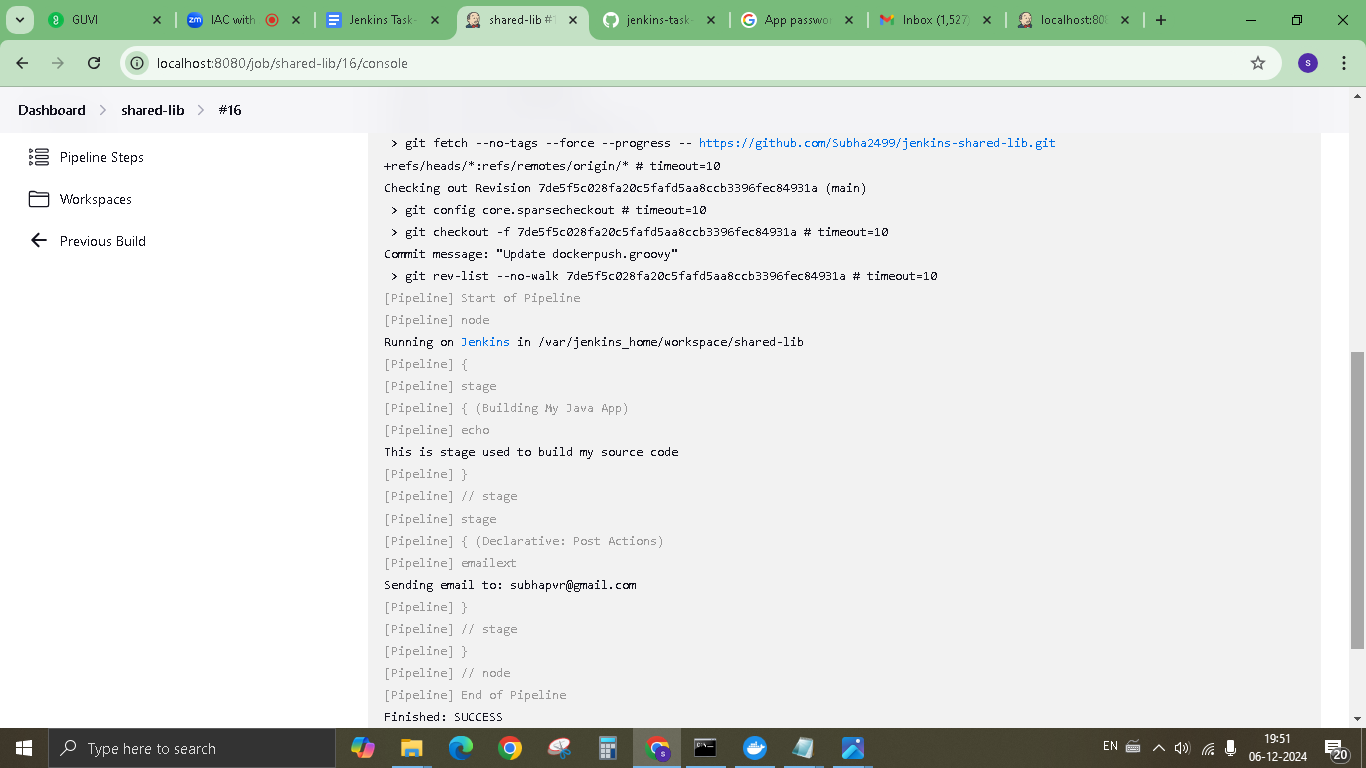 GUVI
IAC with
Jenkins Task-
shared-lib #1
jenkins-task-
App passwo
Inbox (1,527)
localhost:808
localhost:8080/job/shared-lib/16/console
s
Dashboard > shared-lib > #16
Pipeline Steps
Workspaces
Previous Build
> git fetch --no-tags --force --progress -- https://github.com/Subha2499/jenkins-shared-lib.git
+refs/heads/*:refs/remotes/origin/* # timeout=10
Checking out Revision 7de5f5c028fa20c5fafd5aa8ccb3396fec84931a (main)
> git config core.sparsecheckout # timeout=10
> git checkout -f 7de5f5c028fa20c5fafd5aa8ccb3396fec84931a # timeout=10
Commit message: "Update dockerpush.groovy"
> git rev-list --no-walk 7de5f5c028fa20c5fafd5aa8ccb3396fec84931a # timeout=10
[Pipeline] Start of Pipeline
[Pipeline] node
Running on Jenkins in /var/jenkins_home/workspace/shared-lib
[Pipeline] {
[Pipeline] stage
[Pipeline] { (Building My Java App)
[Pipeline] echo
This is stage used to build my source code
[Pipeline] }
[Pipeline] // stage
[Pipeline] stage
[Pipeline] { (Declarative: Post Actions)
[Pipeline] emailext
Sending email to: subhapvr@gmail.com
[Pipeline] }
[Pipeline] // stage
[Pipeline] }
[Pipeline] // node
[Pipeline] End of Pipeline
Finished: SUCCESS
Type here to search
EN
19:51
06-12-2024
20